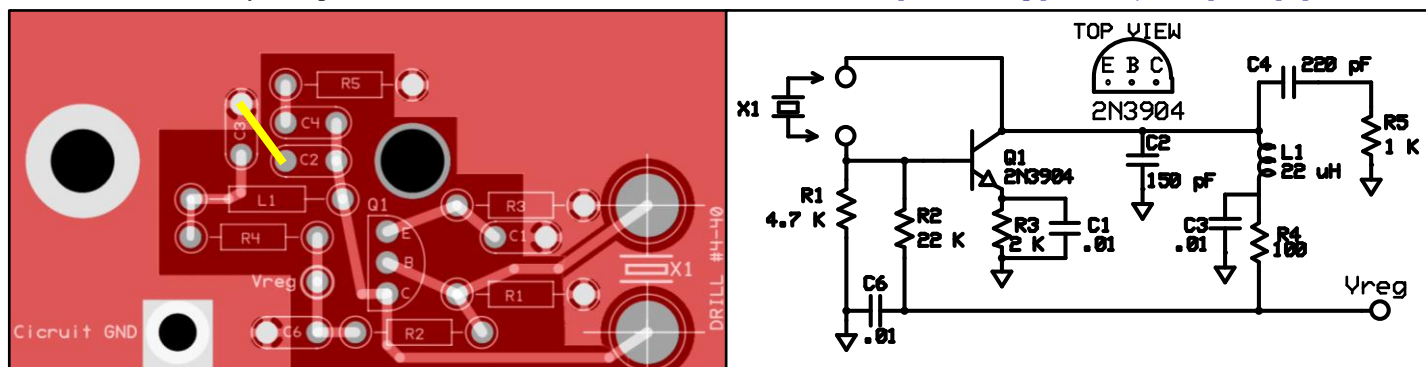 R5
C3
C4
C2
L1
Q1
R3
R4
E
C1
B
X1
Vreg
C
R1
Cicruit GND
C6
R2
DRILL #4-40
TOP VIEW
E B C
2N3904
C4 220 pF
X1
R5
1 K
Q1
2N3904
C2
150 pF
L1
22 uH
R1
4.7 K
R2
22 K
R3
2 K
C1
.01
C3
.01
R4
100
C6
.01
Vreg